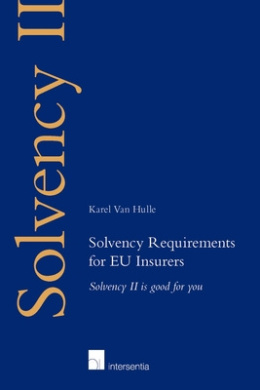 Solvency II
Karel Van Hulle
Solvency Requirements
for EU Insurers
Solvency II is good for you
intersentia